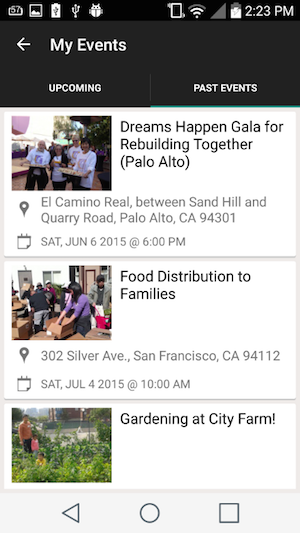 2:23 PM
My Events
UPCOMING
PAST EVENTS
Dreams Happen Gala for
Rebuilding Together
(Palo Alto)
El Camino Real, between Sand Hill and
Quarry Road, Palo Alto, CA 94301
SAT, JUN 6 2015 @ 6:00 PM
Food Distribution to
Families
302 Silver Ave., San Francisco, CA 94112
SAT, JUL 4 2015 @ 10:00 AM
Gardening at City Farm!